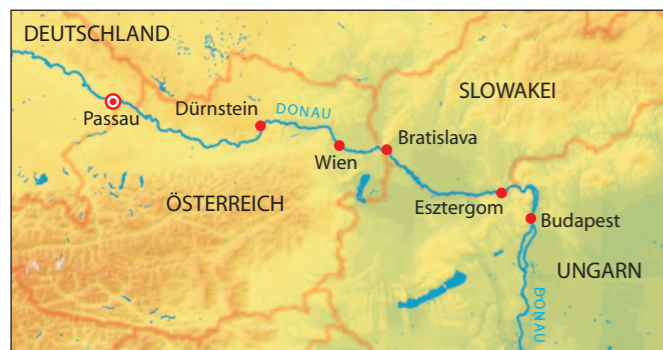 DEUTSCHLAND
Passau
Dürnstein
DONAU
SLOWAKEI
Wien
Bratislava
ÖSTERREICH
Esztergom
Budapest
UNGARN
DONAU